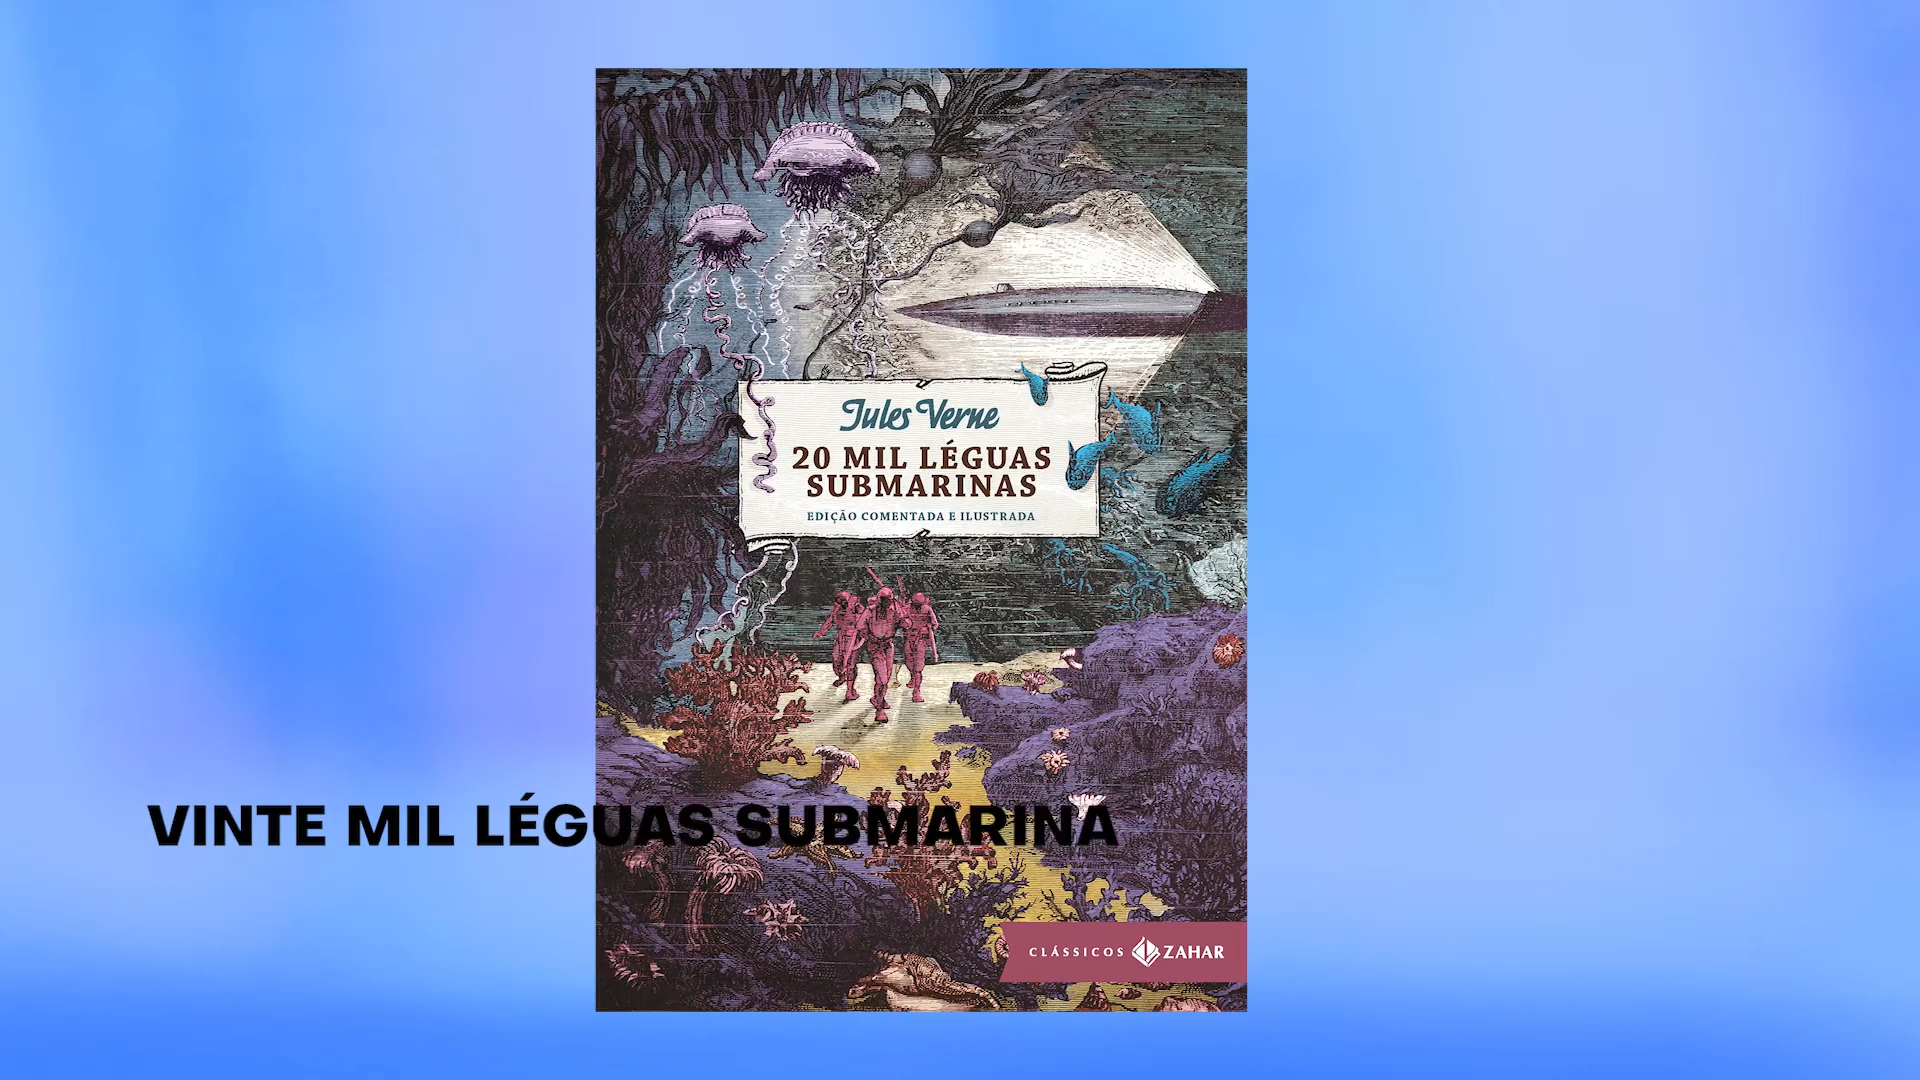 Jules Verne
20 MIL LÉGUAS
SUBMARINAS
EDIÇÃO COMENTADA E ILUSTRADA
VINTE MIL LÉGUAS SUBMARINA
CLÁSSICOS ZAHAR